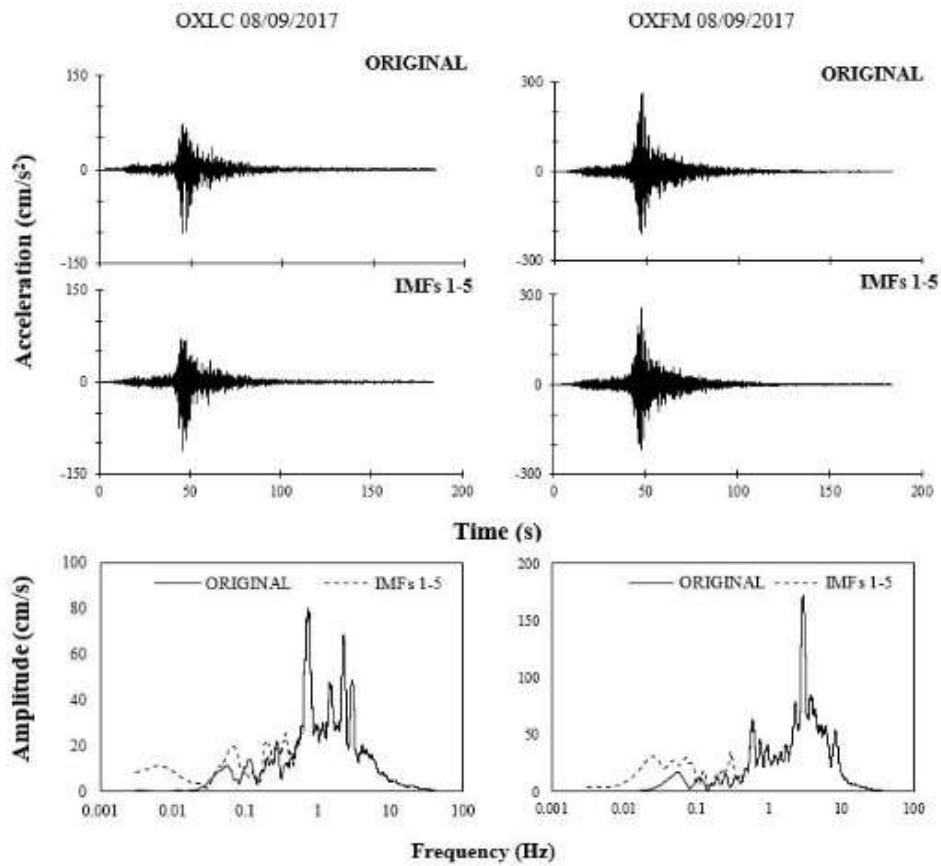 OXLC 08/09/2017
OXFM 08/09/2017
ORIGINAL
ORIGINAL
150
0
-150
300
0
-300
Acceleration (cm/s²)
IMFs 1-5
IMFs 1-5
150
0
-150
300
0
-300
0 50 100 150 200
0 50 100 150 200
Time (s)
Amplitude (cm/s)
100
80
60
40
20
0
ORIGINAL IMFs 1-5
0.001 0.01 0.1 1 10 100
200
150
100
50
0
ORIGINAL IMFs 1-5
0.001 0.01 0.1 1 10 100
Frequency (Hz)